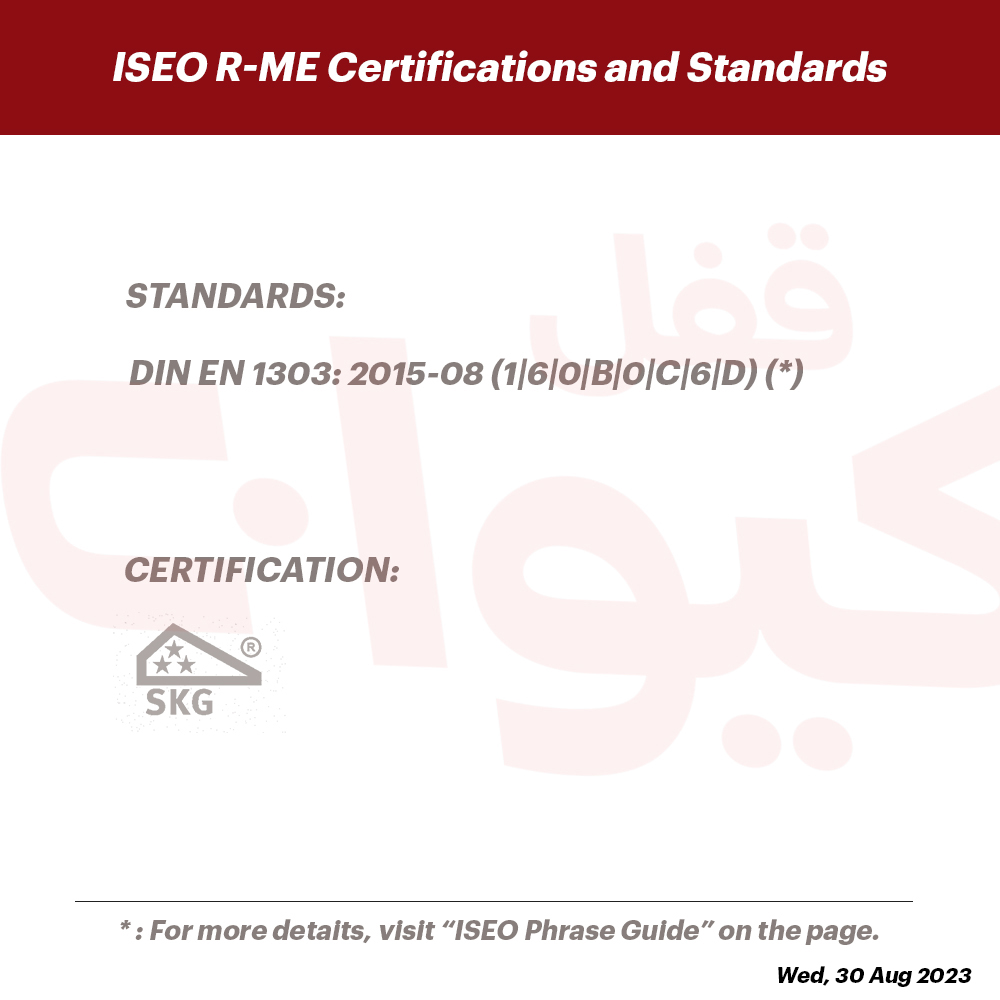 ISEO R-ME Certifications and Standards
قفل
کیوان
STANDARDS:
DIN EN 1303: 2015-08 (1|6|0|B|0|C|6|D) (*)
CERTIFICATION:
®
SKG
* : For more detaits, visit “ISEO Phrase Guide” on the page.
Wed, 30 Aug 2023